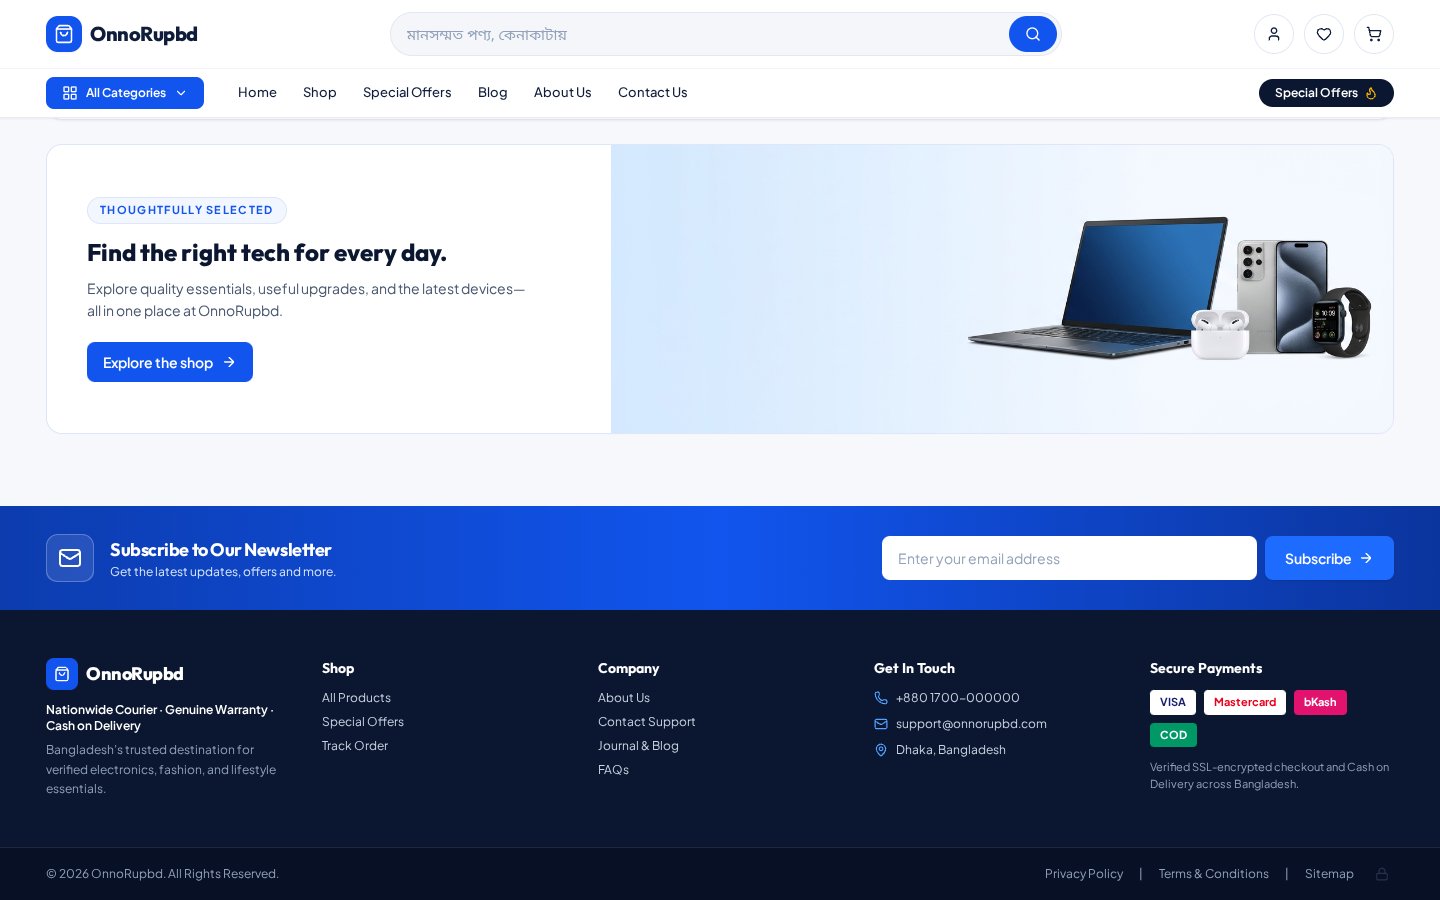 OnnoRupbd
মানসম্মত পণ্য, কেনাকাটায়
All Categories
Home
Shop
Special Offers
Blog
About Us
Contact Us
Special Offers
THOUGHTFULLY SELECTED
Find the right tech for every day.
Explore quality essentials, useful upgrades, and the latest devices—
all in one place at OnnoRupbd.
Explore the shop
10:09
Subscribe to Our Newsletter
Get the latest updates, offers and more.
Enter your email address
Subscribe
OnnoRupbd
Nationwide Courier · Genuine Warranty ·
Cash on Delivery
Bangladesh's trusted destination for
verified electronics, fashion, and lifestyle
essentials.
Shop
All Products
Special Offers
Track Order
Company
About Us
Contact Support
Journal & Blog
FAQs
Get In Touch
+880 1700-000000
support@onnorupbd.com
Dhaka, Bangladesh
Secure Payments
VISA
Mastercard
bKash
COD
Verified SSL-encrypted checkout and Cash on
Delivery across Bangladesh.
© 2026 OnnoRupbd. All Rights Reserved.
Privacy Policy | Terms & Conditions | Sitemap